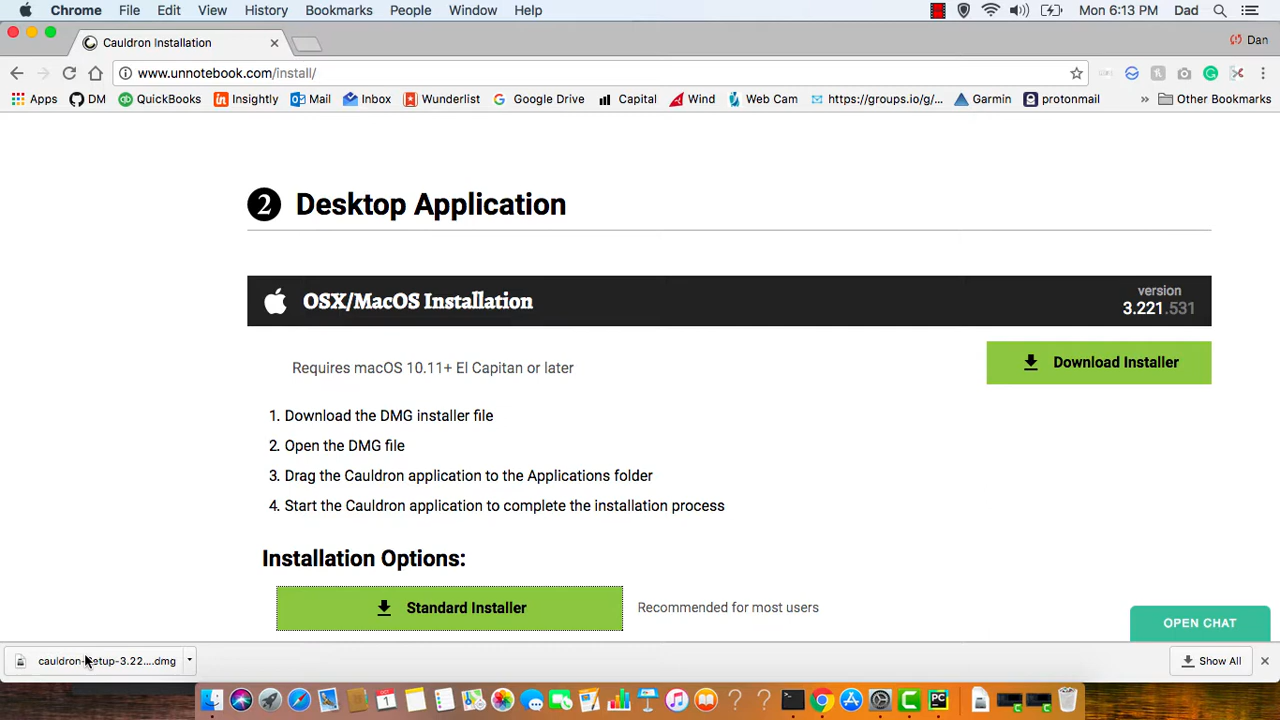 Chrome File Edit View History Bookmarks People Window Help Mon 6:13 PM Dad
Cauldron Installation Dan
www.unnotebook.com/install/
Apps DM QuickBooks Insightly Mail Inbox Wunderlist Google Drive Capital Wind Web Cam https://groups.io/g/... Garmin protonmail » Other Bookmarks
2 Desktop Application
OSX/MacOS Installation
version
3.221.531
Requires macOS 10.11+ El Capitan or later
Download Installer
1. Download the DMG installer file
2. Open the DMG file
3. Drag the Cauldron application to the Applications folder
4. Start the Cauldron application to complete the installation process
Installation Options:
Standard Installer Recommended for most users
OPEN CHAT
cauldron-setup-3.22....dmg Show All